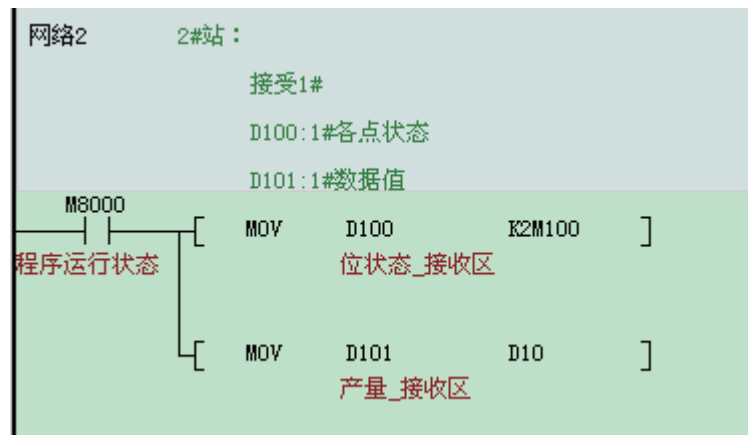 网络2 2#站：
接受1#
D100:1#各点状态
D101:1#数据值
M8000
[ MOV D100 K2M100 ]
程序运行状态 位状态_接收区
[ MOV D101 D10 ]
产量_接收区